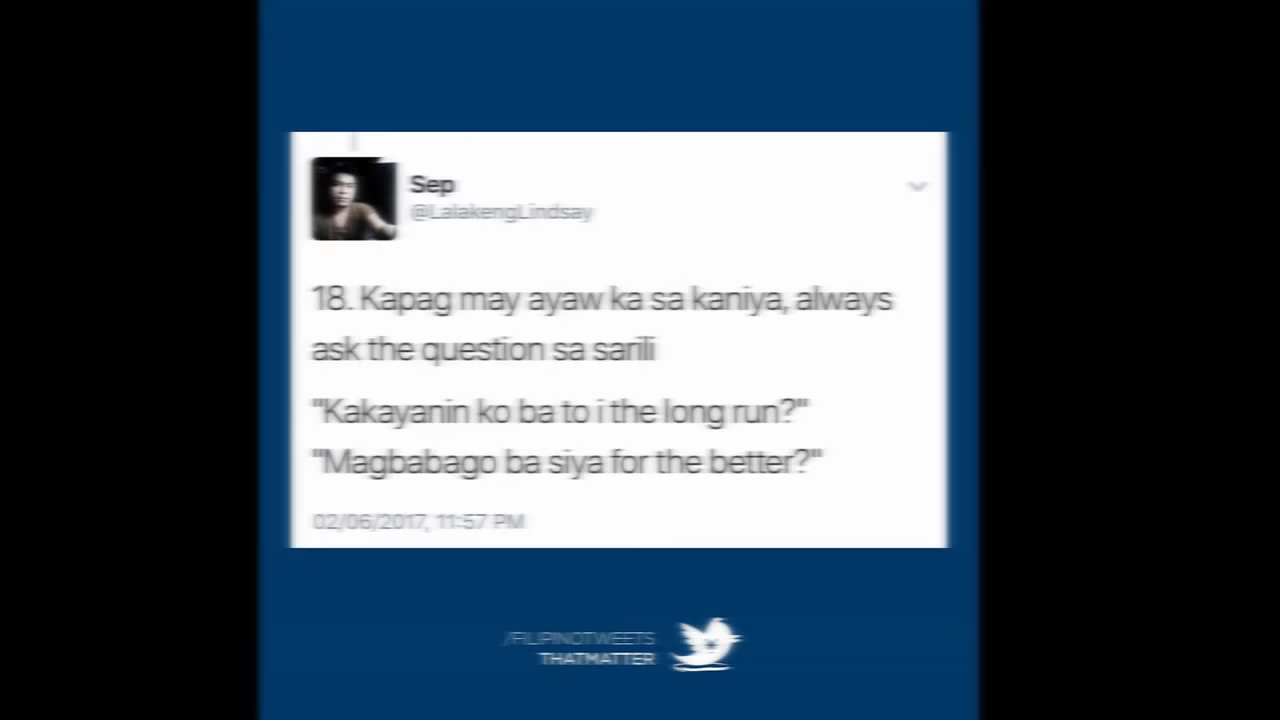 Sep
@LalakengLindsay
18. Kapag may ayaw ka sa kaniya, always
ask the question sa sarili
"Kakayanin ko ba to i the long run?"
"Magbabago ba siya for the better?"
02/06/2017, 11:57 PM
/FILIPINOTWEETS
THATMATTER